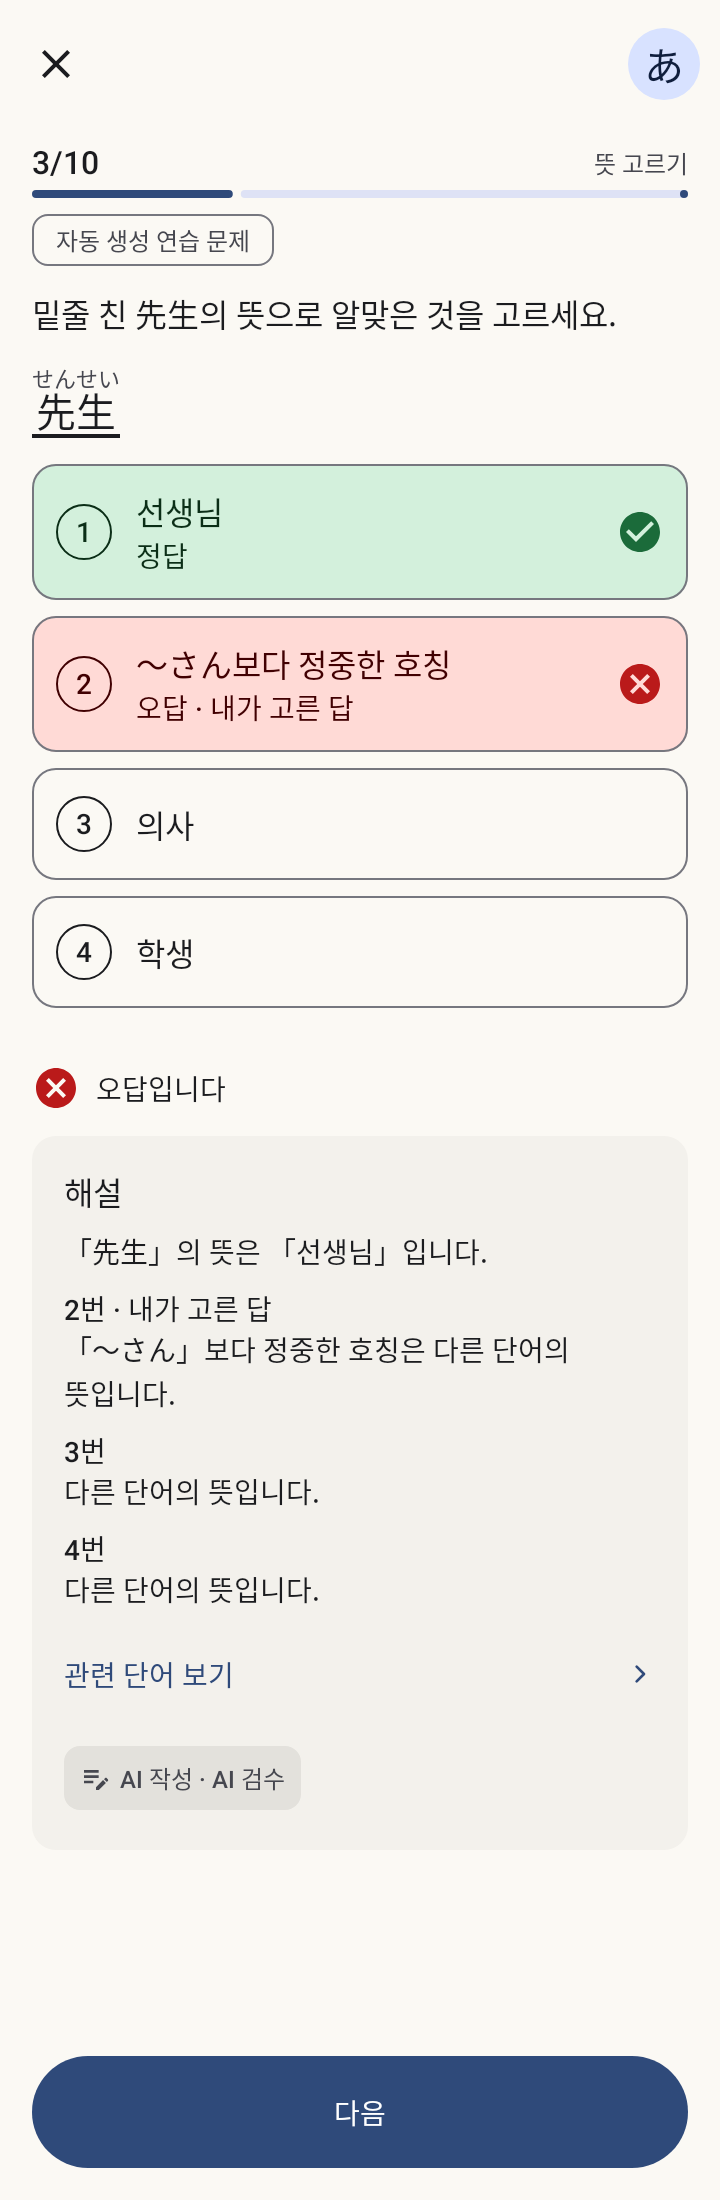 あ
3/10
뜻 고르기
자동 생성 연습 문제
밑줄 친 先生의 뜻으로 알맞은 것을 고르세요.
せんせい
先生
1
선생님
정답
2
〜さん보다 정중한 호칭
오답 · 내가 고른 답
3
의사
4
학생
오답입니다
해설
「先生」의 뜻은 「선생님」입니다.
2번 · 내가 고른 답
「〜さん」보다 정중한 호칭은 다른 단어의
뜻입니다.
3번
다른 단어의 뜻입니다.
4번
다른 단어의 뜻입니다.
관련 단어 보기
AI 작성 · AI 검수
다음